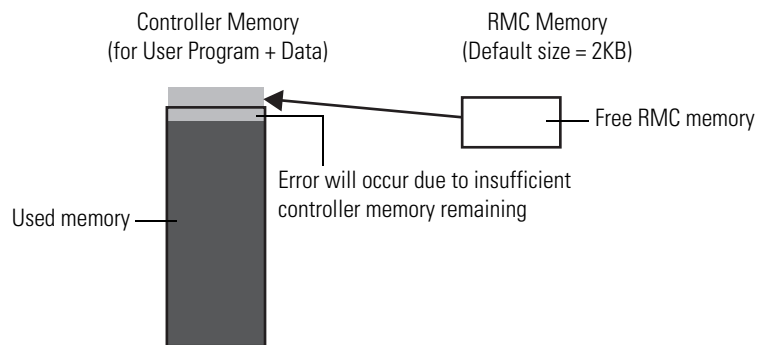 Controller Memory
(for User Program + Data)
RMC Memory
(Default size = 2KB)
Free RMC memory
Error will occur due to insufficient
controller memory remaining
Used memory